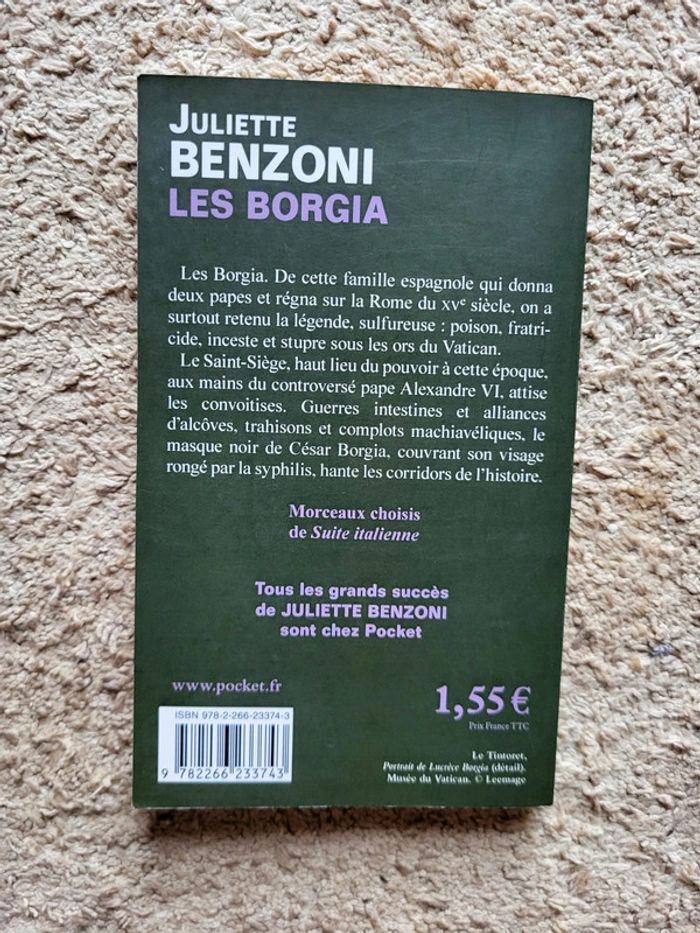 JULIETTE
BENZONI
LES BORGIA
Les Borgia. De cette famille espagnole qui donna
deux papes et régna sur la Rome du XVe siècle, on a
surtout retenu la légende, sulfureuse : poison, fratri-
cide, inceste et stupre sous les ors du Vatican.
Le Saint-Siège, haut lieu du pouvoir à cette époque,
aux mains du controversé pape Alexandre VI, attise
les convoitises. Guerres intestines et alliances
d'alcôves, trahisons et complots machiavéliques, le
masque noir de César Borgia, couvrant son visage
rongé par la syphilis, hante les corridors de l'histoire.
Morceaux choisis
de Suite italienne
Tous les grands succès
de JULIETTE BENZONI
sont chez Pocket
www.pocket.fr
1,55 €
Prix France TTC
ISBN 978-2-266-23374-3
9 782266 233743
Le Tintoret,
Portrait de Lucrèce Borgia (détail).
Musée du Vatican. © Leemage